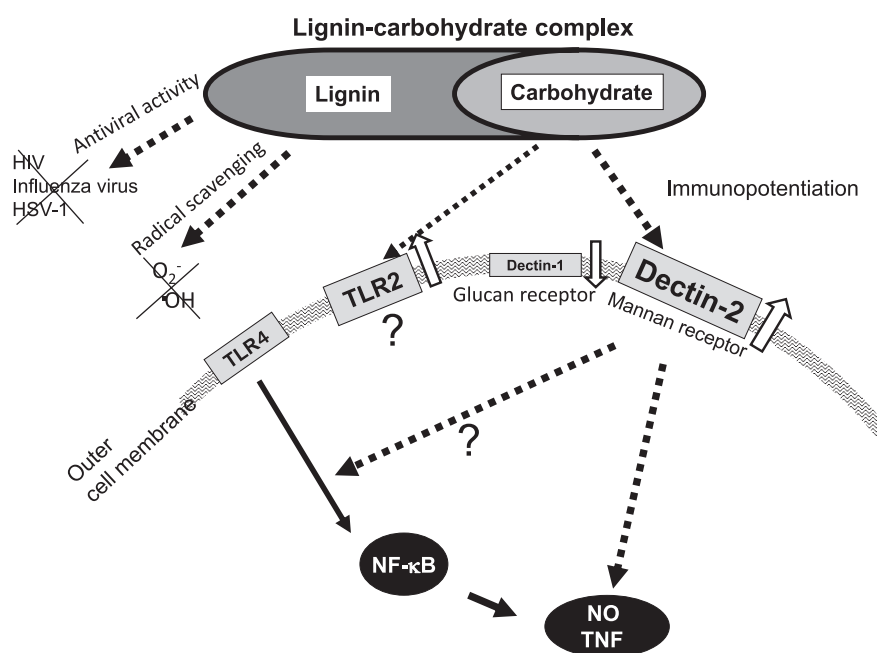 Lignin-carbohydrate complex
Lignin
Carbohydrate
Antiviral activity
HIV
Influenza virus
HSV-1
Radical scavenging
O₂⁻
•OH
Immunopotentiation
TLR2
?
Dectin-1
Glucan receptor
Dectin-2
Mannan receptor
TLR4
Outer
cell membrane
?
NF-κB
NO
TNF